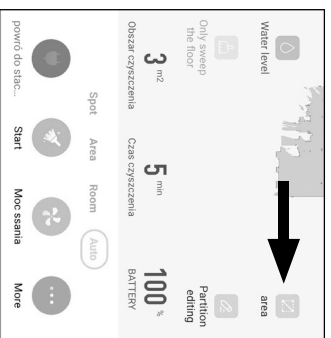 Water level
area
Only sweep
the floor
Partition
editing
3 m2
5 min
100 %
Obszar czyszczenia
Czas czyszczenia
BATTERY
Spot
Area
Room
Auto
powró do stac...
Start
Moc ssania
More